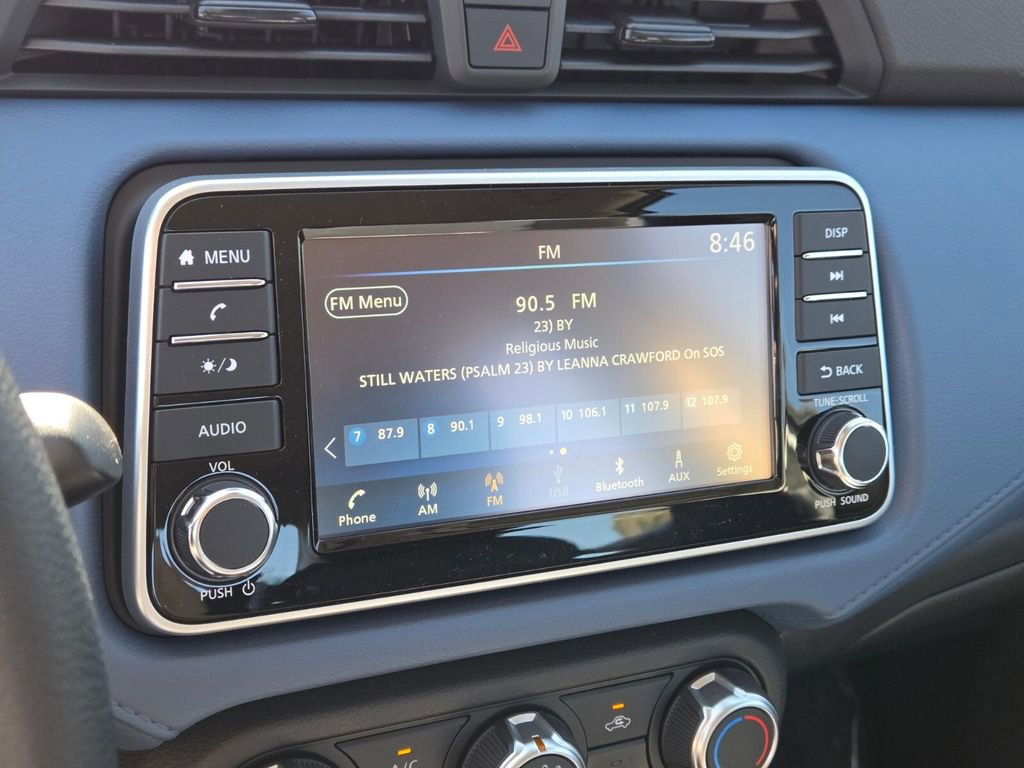 MENU
AUDIO
VOL
PUSH
FM
8:46
FM Menu
90.5 FM
23) BY
Religious Music
STILL WATERS (PSALM 23) BY LEANNA CRAWFORD On SOS
7 87.9 8 90.1 9 98.1 10 106.1 11 107.9 12 107.9
Phone AM FM USB Bluetooth AUX Settings
DISP
BACK
TUNE·SCROLL
PUSH SOUND
A/C